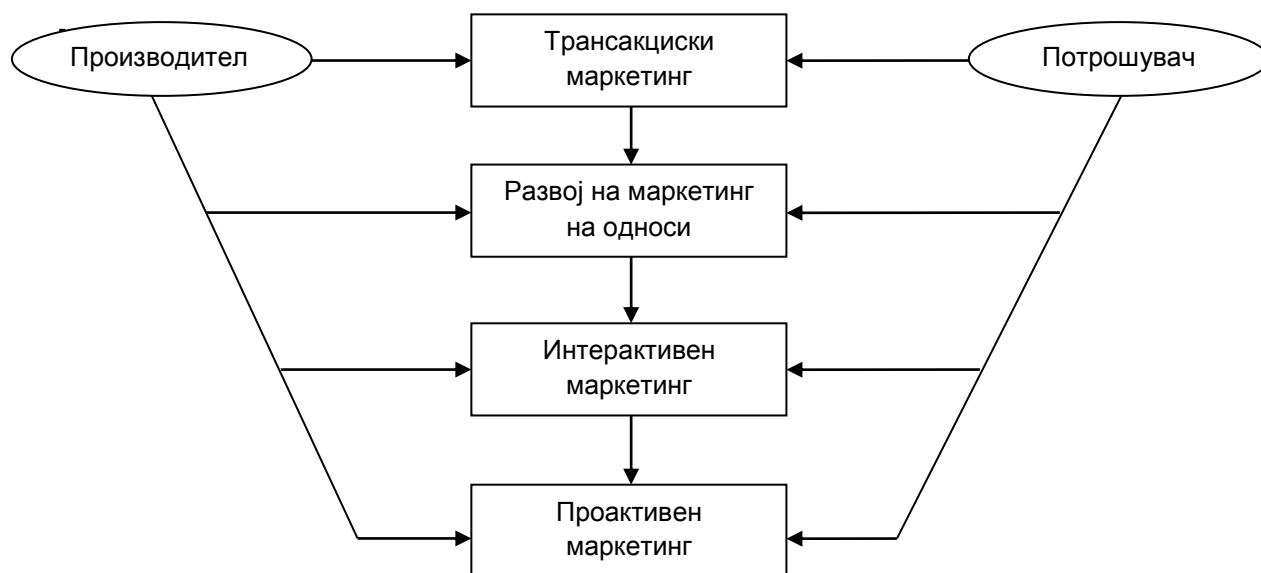 Производител
Трансакциски
маркетинг
Потрошувач
Развој на маркетинг
на односи
Интерактивен
маркетинг
Проактивен
маркетинг